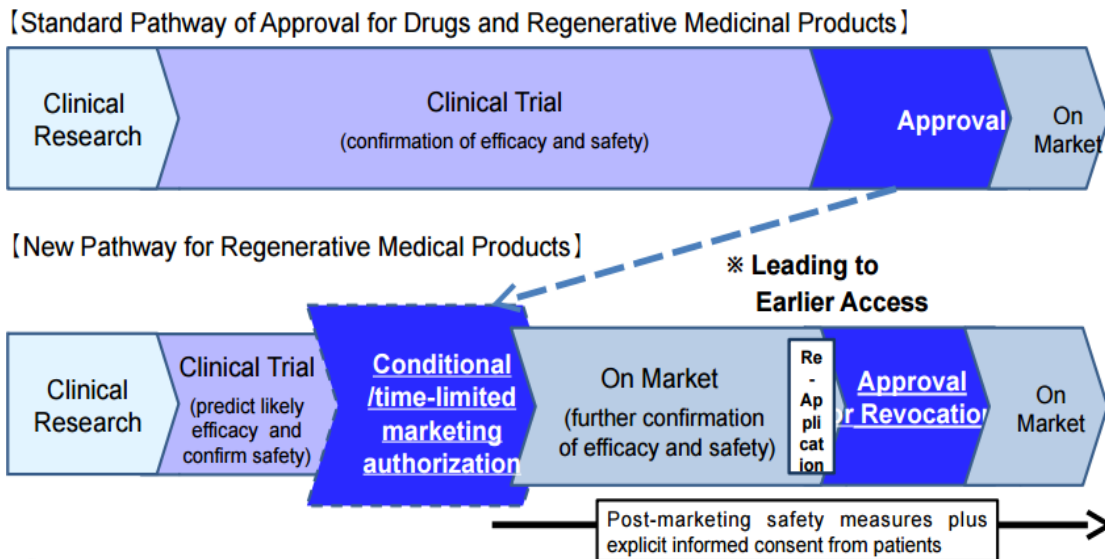 【Standard Pathway of Approval for Drugs and Regenerative Medicinal Products】
Clinical
Research
Clinical Trial
(confirmation of efficacy and safety)
Approval
On
Market
【New Pathway for Regenerative Medical Products】
※ Leading to
Earlier Access
Clinical
Research
Clinical Trial
(predict likely
efficacy and
confirm safety)
Conditional
/time-limited
marketing
authorization
On Market
(further confirmation
of efficacy and safety)
Re
-
Ap
pli
cat
ion
Approval
or Revocation
On
Market
Post-marketing safety measures plus
explicit informed consent from patients